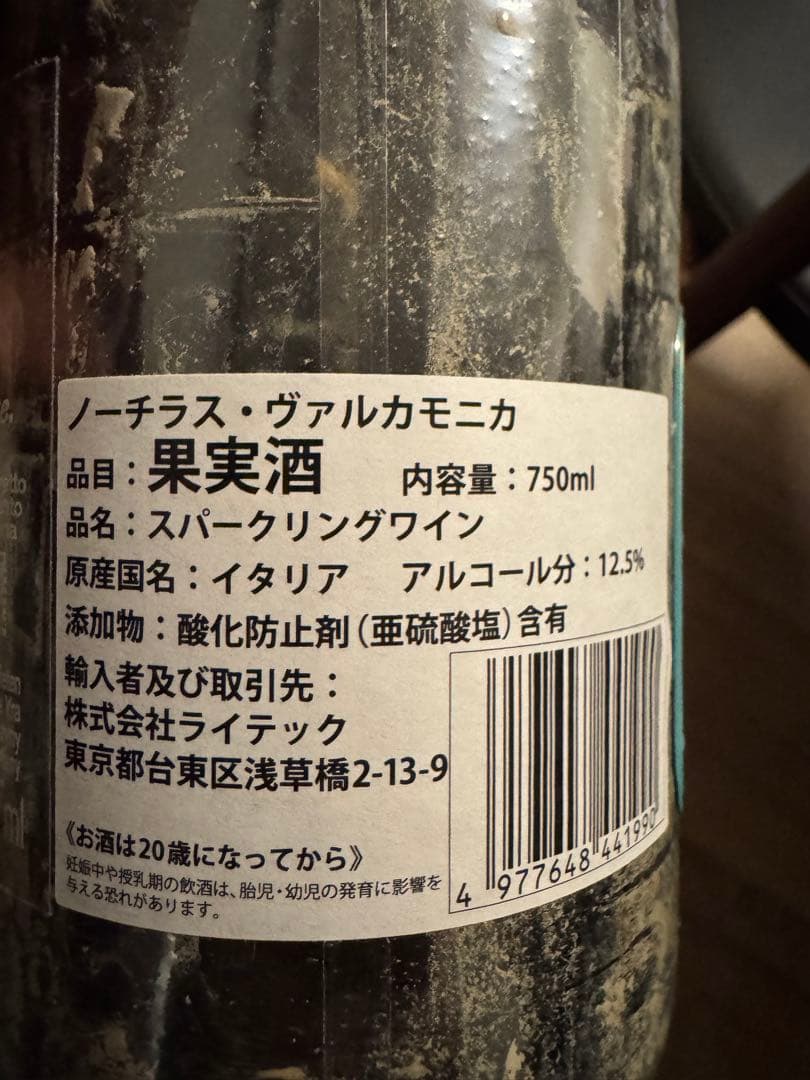 ノーチラス・ヴァルカモニカ
品目：果実酒　内容量：750ml
品名：スパークリングワイン
原産国名：イタリア　アルコール分：12.5%
添加物：酸化防止剤（亜硫酸塩）含有
輸入者及び取引先：
株式会社ライテック
東京都台東区浅草橋2-13-9
《お酒は20歳になってから》
妊娠中や授乳期の飲酒は、胎児・幼児の発育に影響を
与える恐れがあります。
4 977648 441990